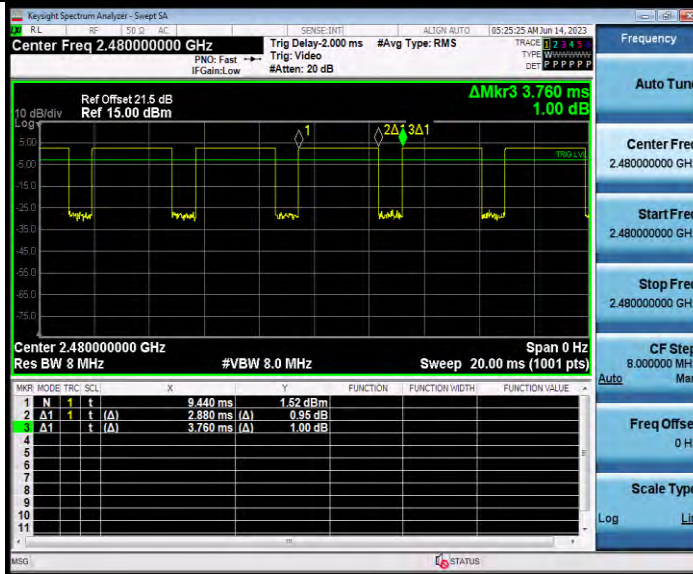 Keysight Spectrum Analyzer - Swept SA
RL RF 50 Ω AC SENSE:INT ALIGN AUTO 05:25:25 AM Jun 14, 2023
Center Freq 2.480000000 GHz Trig Delay-2.000 ms #Avg Type: RMS TRACE 1 2 3 4 5 6
PNO: Fast Trig: Video TYPE W
IFGain:Low #Atten: 20 dB DET P P P P P P
Frequency
Auto Tune
Center Freq
2.480000000 GHz
Start Freq
2.480000000 GHz
Stop Freq
2.480000000 GHz
CF Step
8.000000 MHz
Auto Man
Freq Offset
0 Hz
Scale Type
Log Lin
ΔMkr3 3.760 ms
1.00 dB
Ref Offset 21.5 dB
10 dB/div Ref 15.00 dBm
Log
1 2Δ1 3Δ1
TRIG LVL
5.00
-5.00
-15.0
-25.0
-35.0
-45.0
-55.0
-65.0
-75.0
Center 2.480000000 GHz Span 0 Hz
Res BW 8 MHz #VBW 8.0 MHz Sweep 20.00 ms (1001 pts)
MKR MODE TRC SCL X Y FUNCTION FUNCTION WIDTH FUNCTION VALUE
1 N 1 t 9.440 ms 1.52 dBm
2 Δ1 1 t (Δ) 2.880 ms (Δ) 0.95 dB
3 Δ1 t (Δ) 3.760 ms (Δ) 1.00 dB
4
5
6
7
8
9
10
11
MSG STATUS